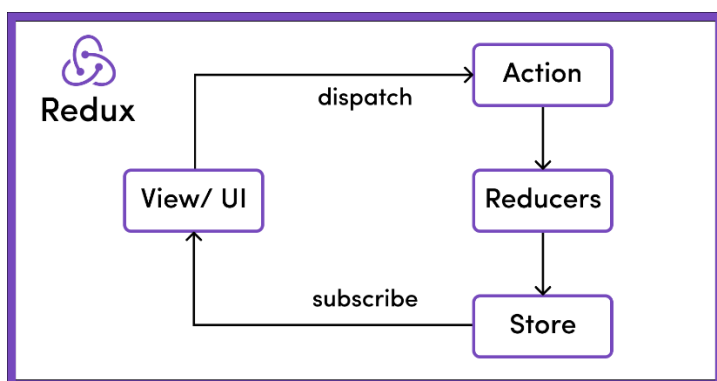 Redux
Action
dispatch
View/ UI
Reducers
subscribe
Store